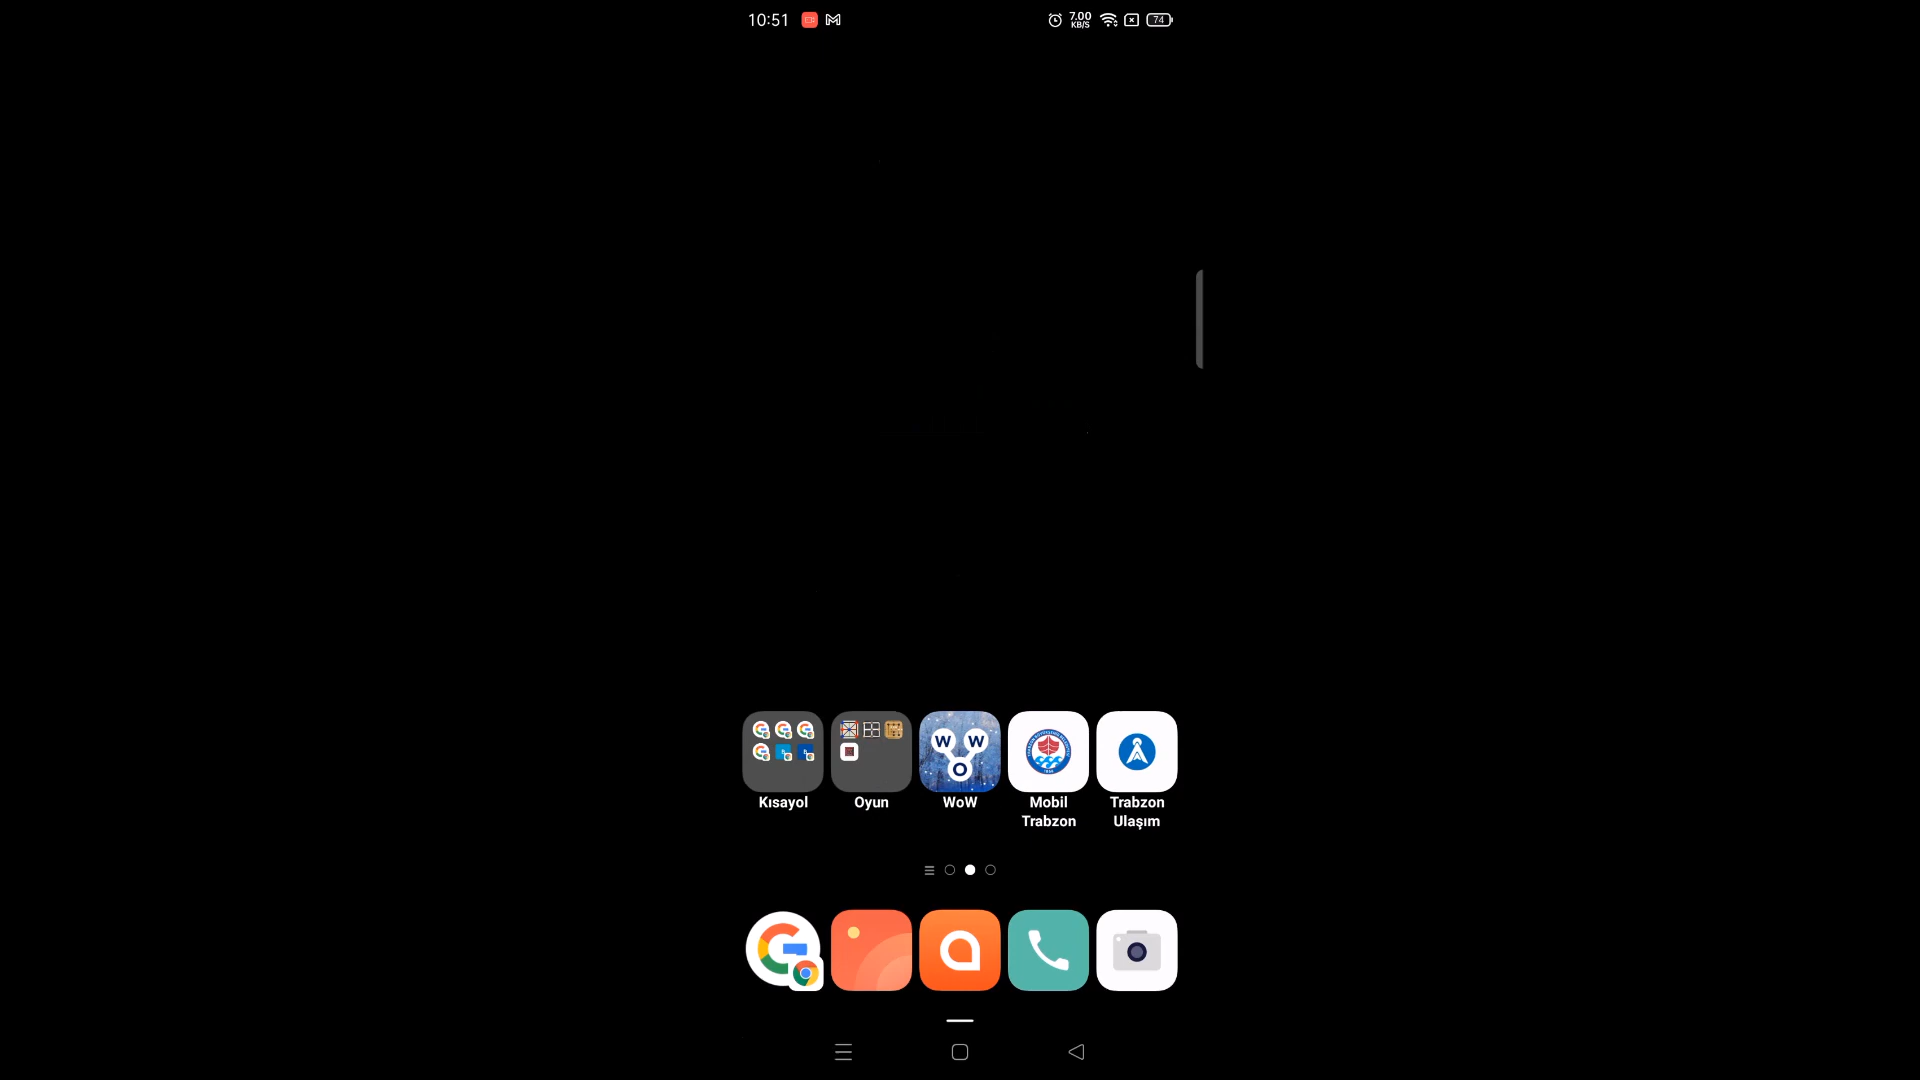 10:51
7.00
KB/S
74
W W
O
Kısayol Oyun WoW Mobil Trabzon
Trabzon Ulaşım